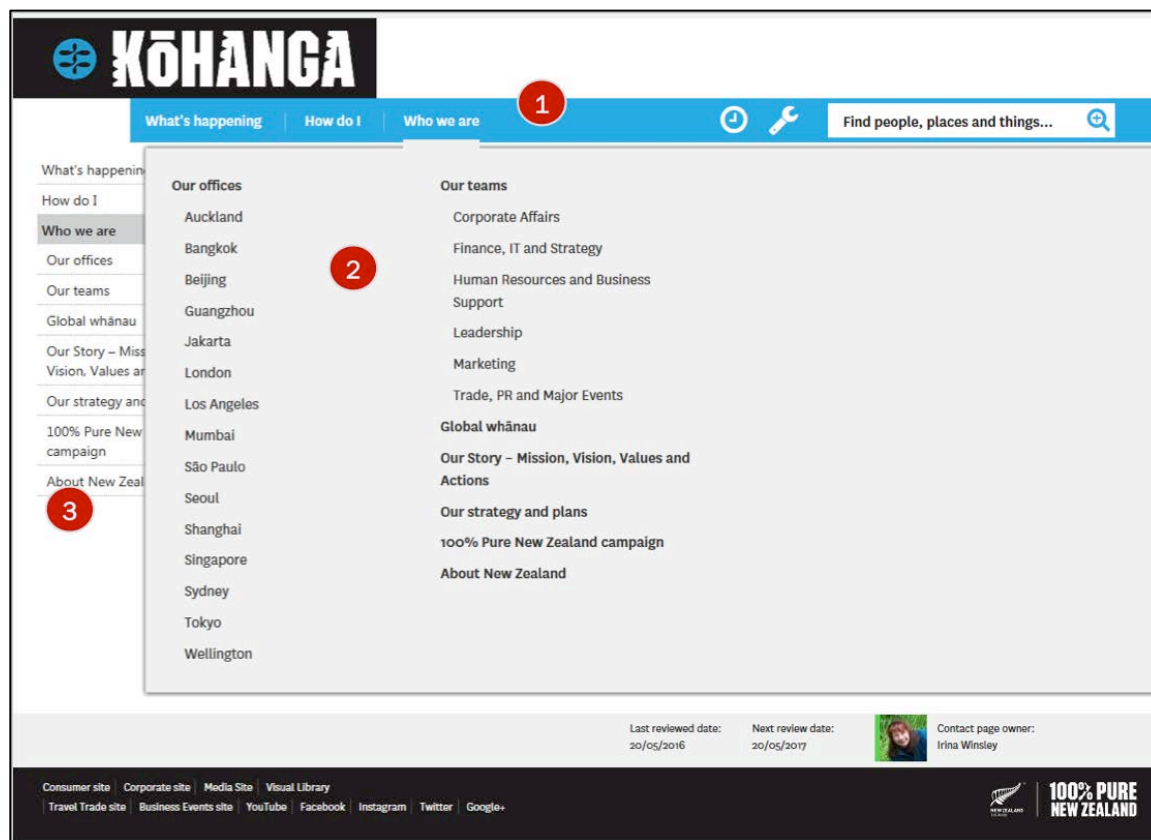 KŌHANGA
What's happening
How do I
Who we are
1
Find people, places and things...
What's happenin
How do I
Who we are
Our offices
Our teams
Global whānau
Our Story – Miss
Vision, Values ar
Our strategy and
100% Pure New
campaign
About New Zeal
3
Our offices
Auckland
Bangkok
Beijing
Guangzhou
Jakarta
London
Los Angeles
Mumbai
São Paulo
Seoul
Shanghai
Singapore
Sydney
Tokyo
Wellington
2
Our teams
Corporate Affairs
Finance, IT and Strategy
Human Resources and Business
Support
Leadership
Marketing
Trade, PR and Major Events
Global whānau
Our Story – Mission, Vision, Values and
Actions
Our strategy and plans
100% Pure New Zealand campaign
About New Zealand
Last reviewed date:
20/05/2016
Next review date:
20/05/2017
Contact page owner:
Irina Winsley
Consumer site | Corporate site | Media Site | Visual Library
| Travel Trade site | Business Events site | YouTube | Facebook | Instagram | Twitter | Google+
NEW ZEALAND
100% PURE
NEW ZEALAND